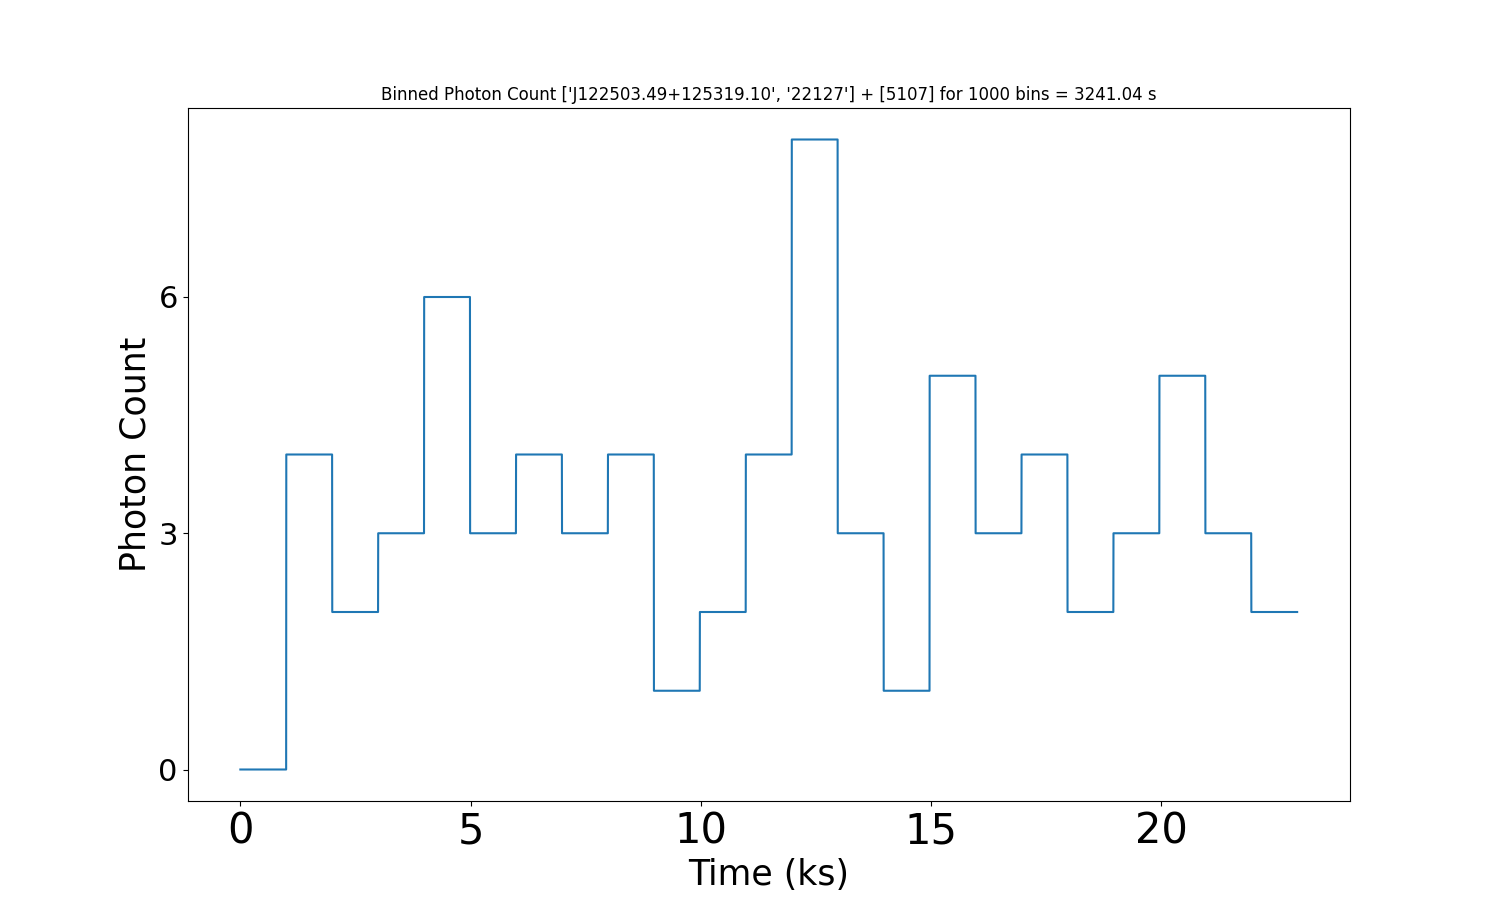 Binned Photon Count ['J122503.49+125319.10', '22127'] + [5107] for 1000 bins = 3241.04 s
6
3
0
Photon Count
0 5 10 15 20
Time (ks)